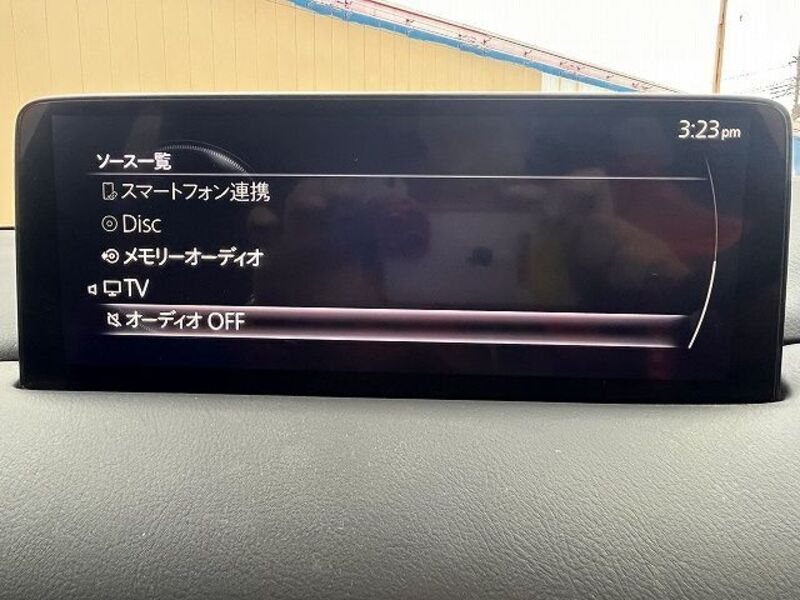 3:23pm
ソース一覧
スマートフォン連携
Disc
メモリーオーディオ
TV
オーディオ OFF